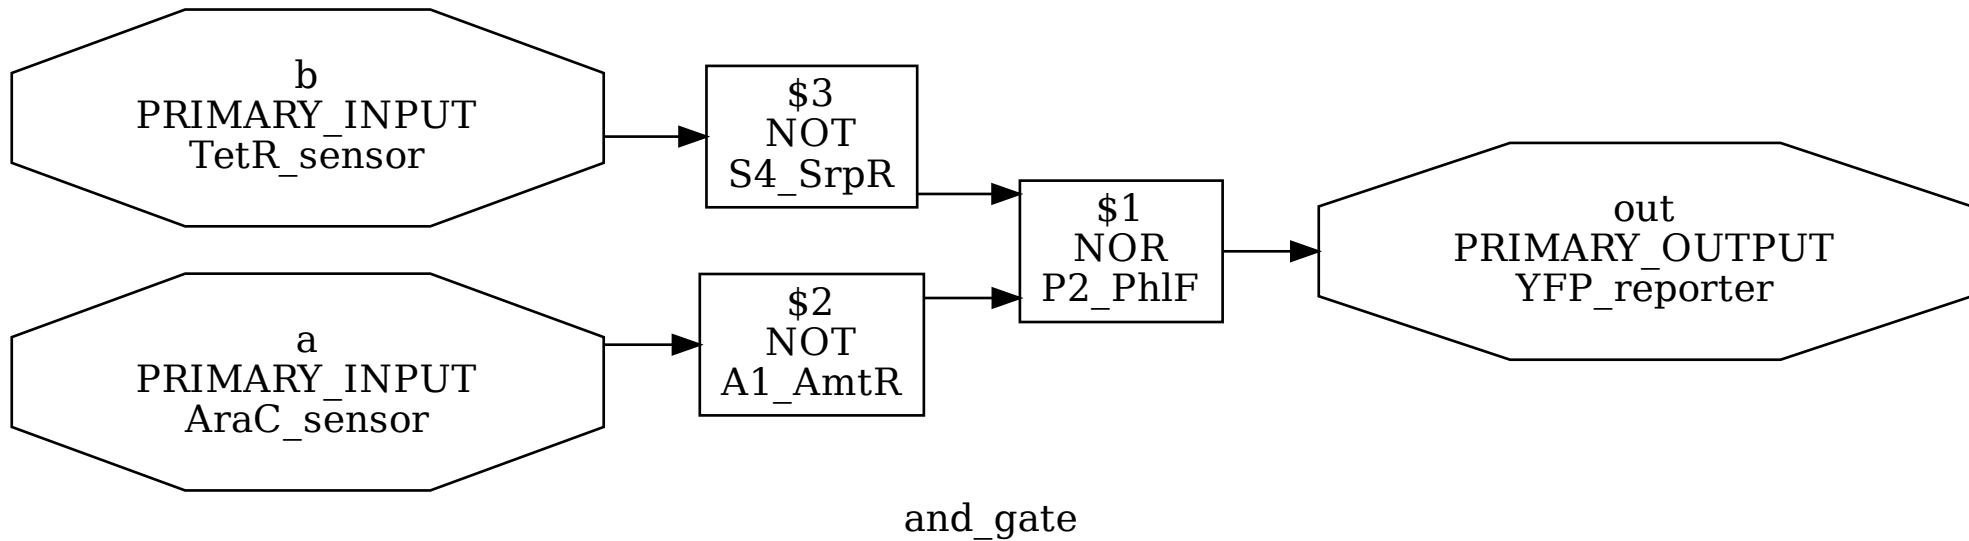 b
PRIMARY_INPUT
TetR_sensor
$3
NOT
S4_SrpR
a
PRIMARY_INPUT
AraC_sensor
$2
NOT
A1_AmtR
$1
NOR
P2_PhlF
out
PRIMARY_OUTPUT
YFP_reporter
and_gate